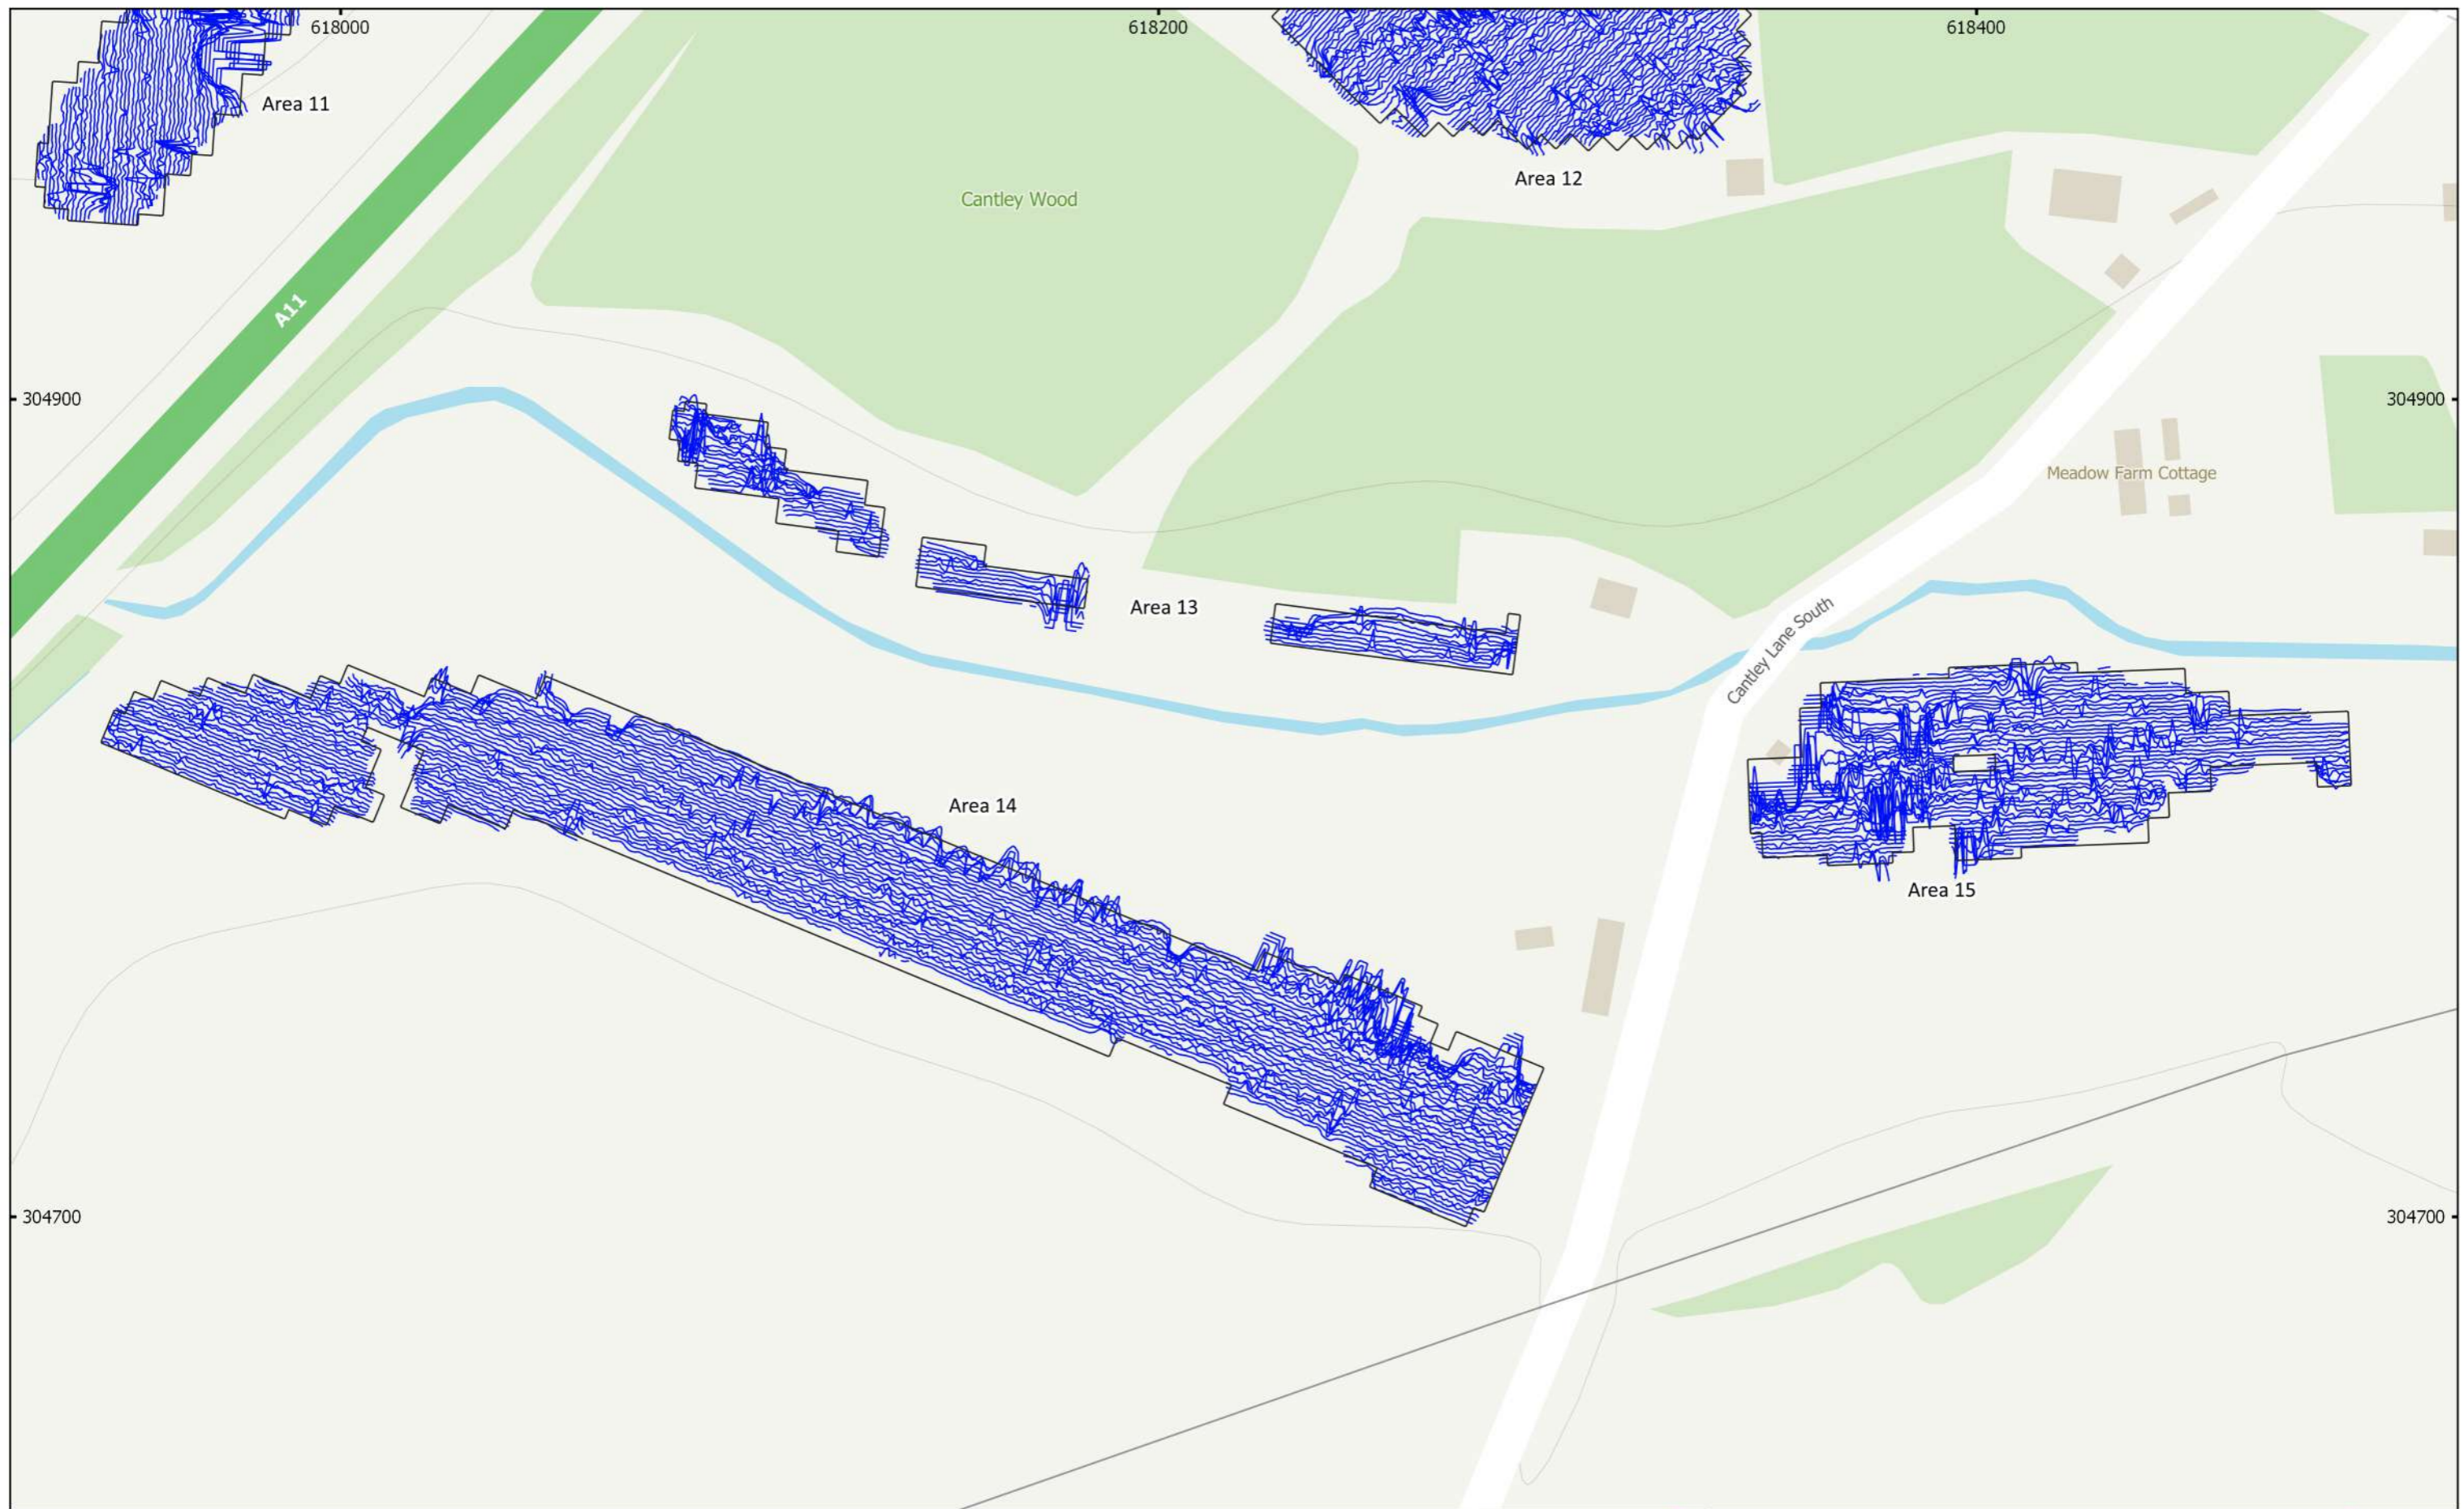 618000
618200
618400
Area 11
Area 12
Cantley Wood
A11
304900
304900
Meadow Farm Cottage
Area 13
Cantley Lane South
Area 14
Area 15
304700
304700